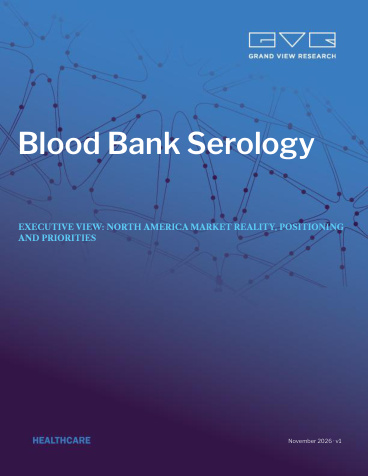 GRAND VIEW RESEARCH
Blood Bank Serology
EXECUTIVE VIEW: NORTH AMERICA MARKET REALITY, POSITIONING
AND PRIORITIES
HEALTHCARE
November 2026 · v1